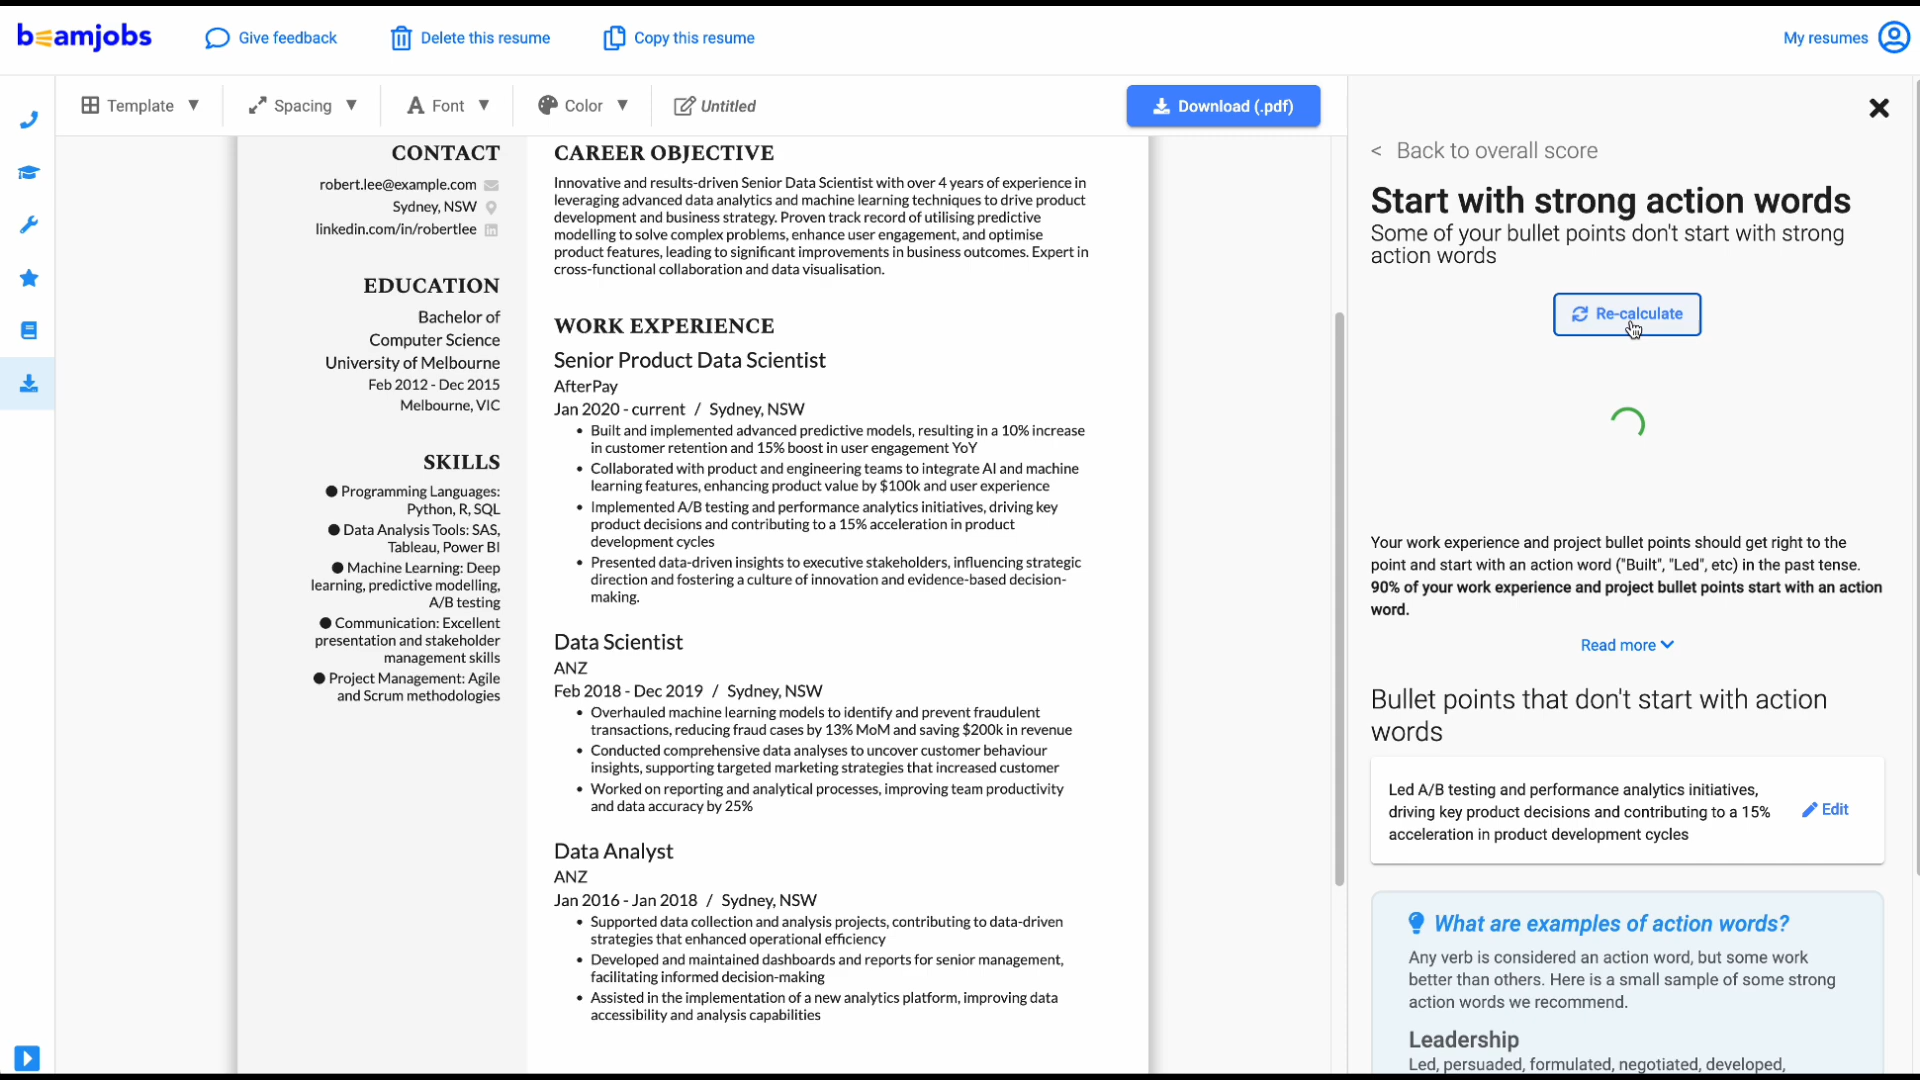 beamjobs
Give feedback
Delete this resume
Copy this resume
My resumes
Template
Spacing
Font
Color
Untitled
Download (.pdf)
CONTACT
robert.lee@example.com
Sydney, NSW
linkedin.com/in/robertlee
EDUCATION
Bachelor of
Computer Science
University of Melbourne
Feb 2012 - Dec 2015
Melbourne, VIC
SKILLS
● Programming Languages:
Python, R, SQL
● Data Analysis Tools: SAS,
Tableau, Power BI
● Machine Learning: Deep
learning, predictive modelling,
A/B testing
● Communication: Excellent
presentation and stakeholder
management skills
● Project Management: Agile
and Scrum methodologies
CAREER OBJECTIVE
Innovative and results-driven Senior Data Scientist with over 4 years of experience in
leveraging advanced data analytics and machine learning techniques to drive product
development and business strategy. Proven track record of utilising predictive
modelling to solve complex problems, enhance user engagement, and optimise
product features, leading to significant improvements in business outcomes. Expert in
cross-functional collaboration and data visualisation.
WORK EXPERIENCE
Senior Product Data Scientist
AfterPay
Jan 2020 - current / Sydney, NSW
• Built and implemented advanced predictive models, resulting in a 10% increase
in customer retention and 15% boost in user engagement YoY
• Collaborated with product and engineering teams to integrate AI and machine
learning features, enhancing product value by $100k and user experience
• Implemented A/B testing and performance analytics initiatives, driving key
product decisions and contributing to a 15% acceleration in product
development cycles
• Presented data-driven insights to executive stakeholders, influencing strategic
direction and fostering a culture of innovation and evidence-based decision-
making.
Data Scientist
ANZ
Feb 2018 - Dec 2019 / Sydney, NSW
• Overhauled machine learning models to identify and prevent fraudulent
transactions, reducing fraud cases by 13% MoM and saving $200k in revenue
• Conducted comprehensive data analyses to uncover customer behaviour
insights, supporting targeted marketing strategies that increased customer
• Worked on reporting and analytical processes, improving team productivity
and data accuracy by 25%
Data Analyst
ANZ
Jan 2016 - Jan 2018 / Sydney, NSW
• Supported data collection and analysis projects, contributing to data-driven
strategies that enhanced operational efficiency
• Developed and maintained dashboards and reports for senior management,
facilitating informed decision-making
• Assisted in the implementation of a new analytics platform, improving data
accessibility and analysis capabilities
< Back to overall score
Start with strong action words
Some of your bullet points don't start with strong
action words
Re-calculate
Your work experience and project bullet points should get right to the
point and start with an action word ("Built", "Led", etc) in the past tense.
90% of your work experience and project bullet points start with an action
word.
Read more
Bullet points that don't start with action
words
Led A/B testing and performance analytics initiatives,
driving key product decisions and contributing to a 15%
acceleration in product development cycles
Edit
What are examples of action words?
Any verb is considered an action word, but some work
better than others. Here is a small sample of some strong
action words we recommend.
Leadership
Led, persuaded, formulated, negotiated, developed,